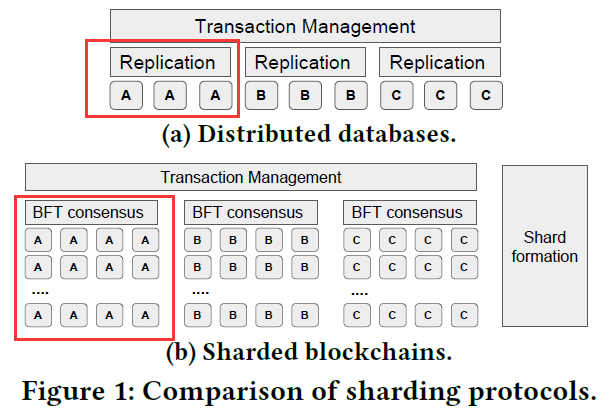 Transaction Management
Replication Replication Replication
A A A B B B C C C
(a) Distributed databases.
Transaction Management
BFT consensus BFT consensus BFT consensus
A A A A B B B B C C C C
A A A A B B B B C C C C
.... .... ....
A A A A B B B B C C C C
Shard
formation
(b) Sharded blockchains.
Figure 1: Comparison of sharding protocols.